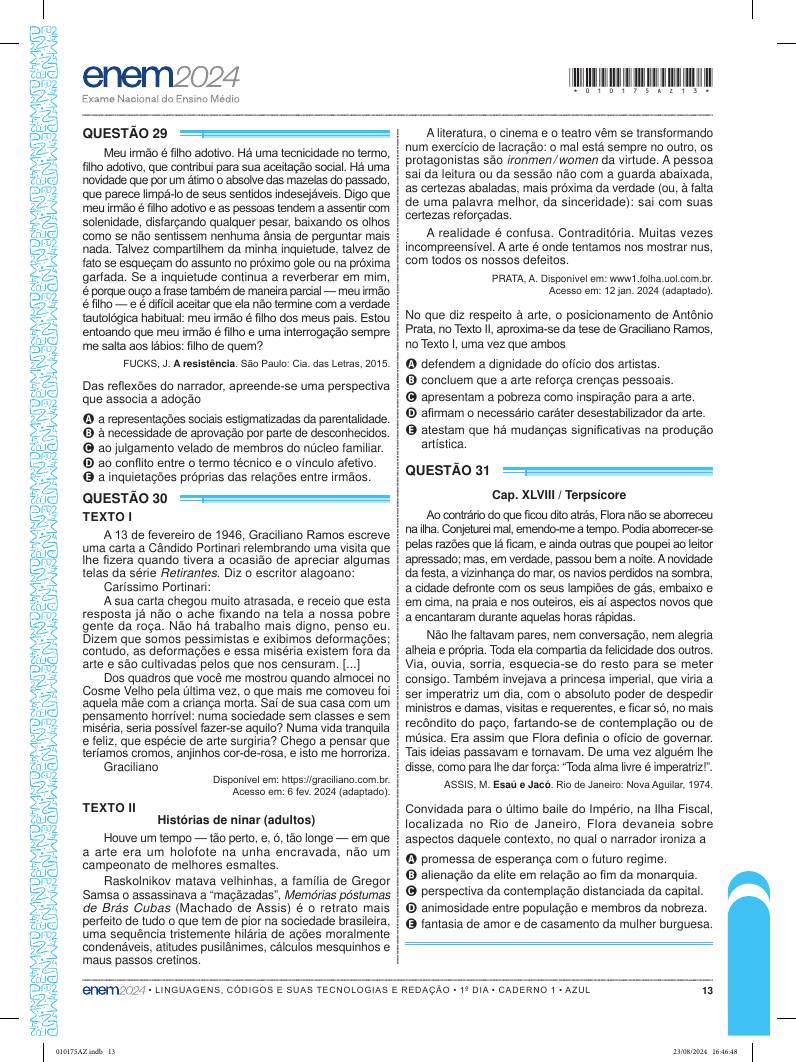 enem2024
Exame Nacional do Ensino Médio
*010175AZ13*
QUESTÃO 29
Meu irmão é filho adotivo. Há uma tecnicidade no termo,
filho adotivo, que contribui para sua aceitação social. Há uma
novidade que por um átimo o absolve das mazelas do passado,
que parece limpá-lo de seus sentidos indesejáveis. Digo que
meu irmão é filho adotivo e as pessoas tendem a assentir com
solenidade, disfarçando qualquer pesar, baixando os olhos
como se não sentissem nenhuma ânsia de perguntar mais
nada. Talvez compartilhem da minha inquietude, talvez de
fato se esqueçam do assunto no próximo gole ou na próxima
garfada. Se a inquietude continua a reverberar em mim,
é porque ouço a frase também de maneira parcial — meu irmão
é filho — e é difícil aceitar que ela não termine com a verdade
tautológica habitual: meu irmão é filho dos meus pais. Estou
entoando que meu irmão é filho e uma interrogação sempre
me salta aos lábios: filho de quem?
FUCKS, J. A resistência. São Paulo: Cia. das Letras, 2015.
Das reflexões do narrador, apreende-se uma perspectiva
que associa a adoção
A a representações sociais estigmatizadas da parentalidade.
B à necessidade de aprovação por parte de desconhecidos.
C ao julgamento velado de membros do núcleo familiar.
D ao conflito entre o termo técnico e o vínculo afetivo.
E a inquietações próprias das relações entre irmãos.
QUESTÃO 30
TEXTO I
A 13 de fevereiro de 1946, Graciliano Ramos escreve
uma carta a Cândido Portinari relembrando uma visita que
lhe fizera quando tivera a ocasião de apreciar algumas
telas da série Retirantes. Diz o escritor alagoano:
Caríssimo Portinari:
A sua carta chegou muito atrasada, e receio que esta
resposta já não o ache fixando na tela a nossa pobre
gente da roça. Não há trabalho mais digno, penso eu.
Dizem que somos pessimistas e exibimos deformações;
contudo, as deformações e essa miséria existem fora da
arte e são cultivadas pelos que nos censuram. [...]
Dos quadros que você me mostrou quando almocei no
Cosme Velho pela última vez, o que mais me comoveu foi
aquela mãe com a criança morta. Saí de sua casa com um
pensamento horrível: numa sociedade sem classes e sem
miséria, seria possível fazer-se aquilo? Numa vida tranquila
e feliz, que espécie de arte surgiria? Chego a pensar que
teríamos cromos, anjinhos cor-de-rosa, e isto me horroriza.
Graciliano
Disponível em: https://graciliano.com.br.
Acesso em: 6 fev. 2024 (adaptado).
TEXTO II
Histórias de ninar (adultos)
Houve um tempo — tão perto, e, ó, tão longe — em que
a arte era um holofote na unha encravada, não um
campeonato de melhores esmaltes.
Raskolnikov matava velhinhas, a família de Gregor
Samsa o assassinava a “maçãzadas”, Memórias póstumas
de Brás Cubas (Machado de Assis) é o retrato mais
perfeito de tudo o que tem de pior na sociedade brasileira,
uma sequência tristemente hilária de ações moralmente
condenáveis, atitudes pusilânimes, cálculos mesquinhos e
maus passos cretinos.
A literatura, o cinema e o teatro vêm se transformando
num exercício de lacração: o mal está sempre no outro, os
protagonistas são ironmen/women da virtude. A pessoa
sai da leitura ou da sessão não com a guarda abaixada,
as certezas abaladas, mais próxima da verdade (ou, à falta
de uma palavra melhor, da sinceridade): sai com suas
certezas reforçadas.
A realidade é confusa. Contraditória. Muitas vezes
incompreensível. A arte é onde tentamos nos mostrar nus,
com todos os nossos defeitos.
PRATA, A. Disponível em: www1.folha.uol.com.br.
Acesso em: 12 jan. 2024 (adaptado).
No que diz respeito à arte, o posicionamento de Antônio
Prata, no Texto II, aproxima-se da tese de Graciliano Ramos,
no Texto I, uma vez que ambos
A defendem a dignidade do ofício dos artistas.
B concluem que a arte reforça crenças pessoais.
C apresentam a pobreza como inspiração para a arte.
D afirmam o necessário caráter desestabilizador da arte.
E atestam que há mudanças significativas na produção
artística.
QUESTÃO 31
Cap. XLVIII / Terpsícore
Ao contrário do que ficou dito atrás, Flora não se aborreceu
na ilha. Conjeturei mal, emendo-me a tempo. Podia aborrecer-se
pelas razões que lá ficam, e ainda outras que poupei ao leitor
apressado; mas, em verdade, passou bem a noite. A novidade
da festa, a vizinhança do mar, os navios perdidos na sombra,
a cidade defronte com os seus lampiões de gás, embaixo e
em cima, na praia e nos outeiros, eis aí aspectos novos que
a encantaram durante aquelas horas rápidas.
Não lhe faltavam pares, nem conversação, nem alegria
alheia e própria. Toda ela compartia da felicidade dos outros.
Via, ouvia, sorria, esquecia-se do resto para se meter
consigo. Também invejava a princesa imperial, que viria a
ser imperatriz um dia, com o absoluto poder de despedir
ministros e damas, visitas e requerentes, e ficar só, no mais
recôndito do paço, fartando-se de contemplação ou de
música. Era assim que Flora definia o ofício de governar.
Tais ideias passavam e tornavam. De uma vez alguém lhe
disse, como para lhe dar força: “Toda alma livre é imperatriz!”.
ASSIS, M. Esaú e Jacó. Rio de Janeiro: Nova Aguilar, 1974.
Convidada para o último baile do Império, na Ilha Fiscal,
localizada no Rio de Janeiro, Flora devaneia sobre
aspectos daquele contexto, no qual o narrador ironiza a
A promessa de esperança com o futuro regime.
B alienação da elite em relação ao fim da monarquia.
C perspectiva da contemplação distanciada da capital.
D animosidade entre população e membros da nobreza.
E fantasia de amor e de casamento da mulher burguesa.
enem2024 • LINGUAGENS, CÓDIGOS E SUAS TECNOLOGIAS E REDAÇÃO • 1º DIA • CADERNO 1 • AZUL
13
010175AZ.indb 13
23/08/2024 16:46:48